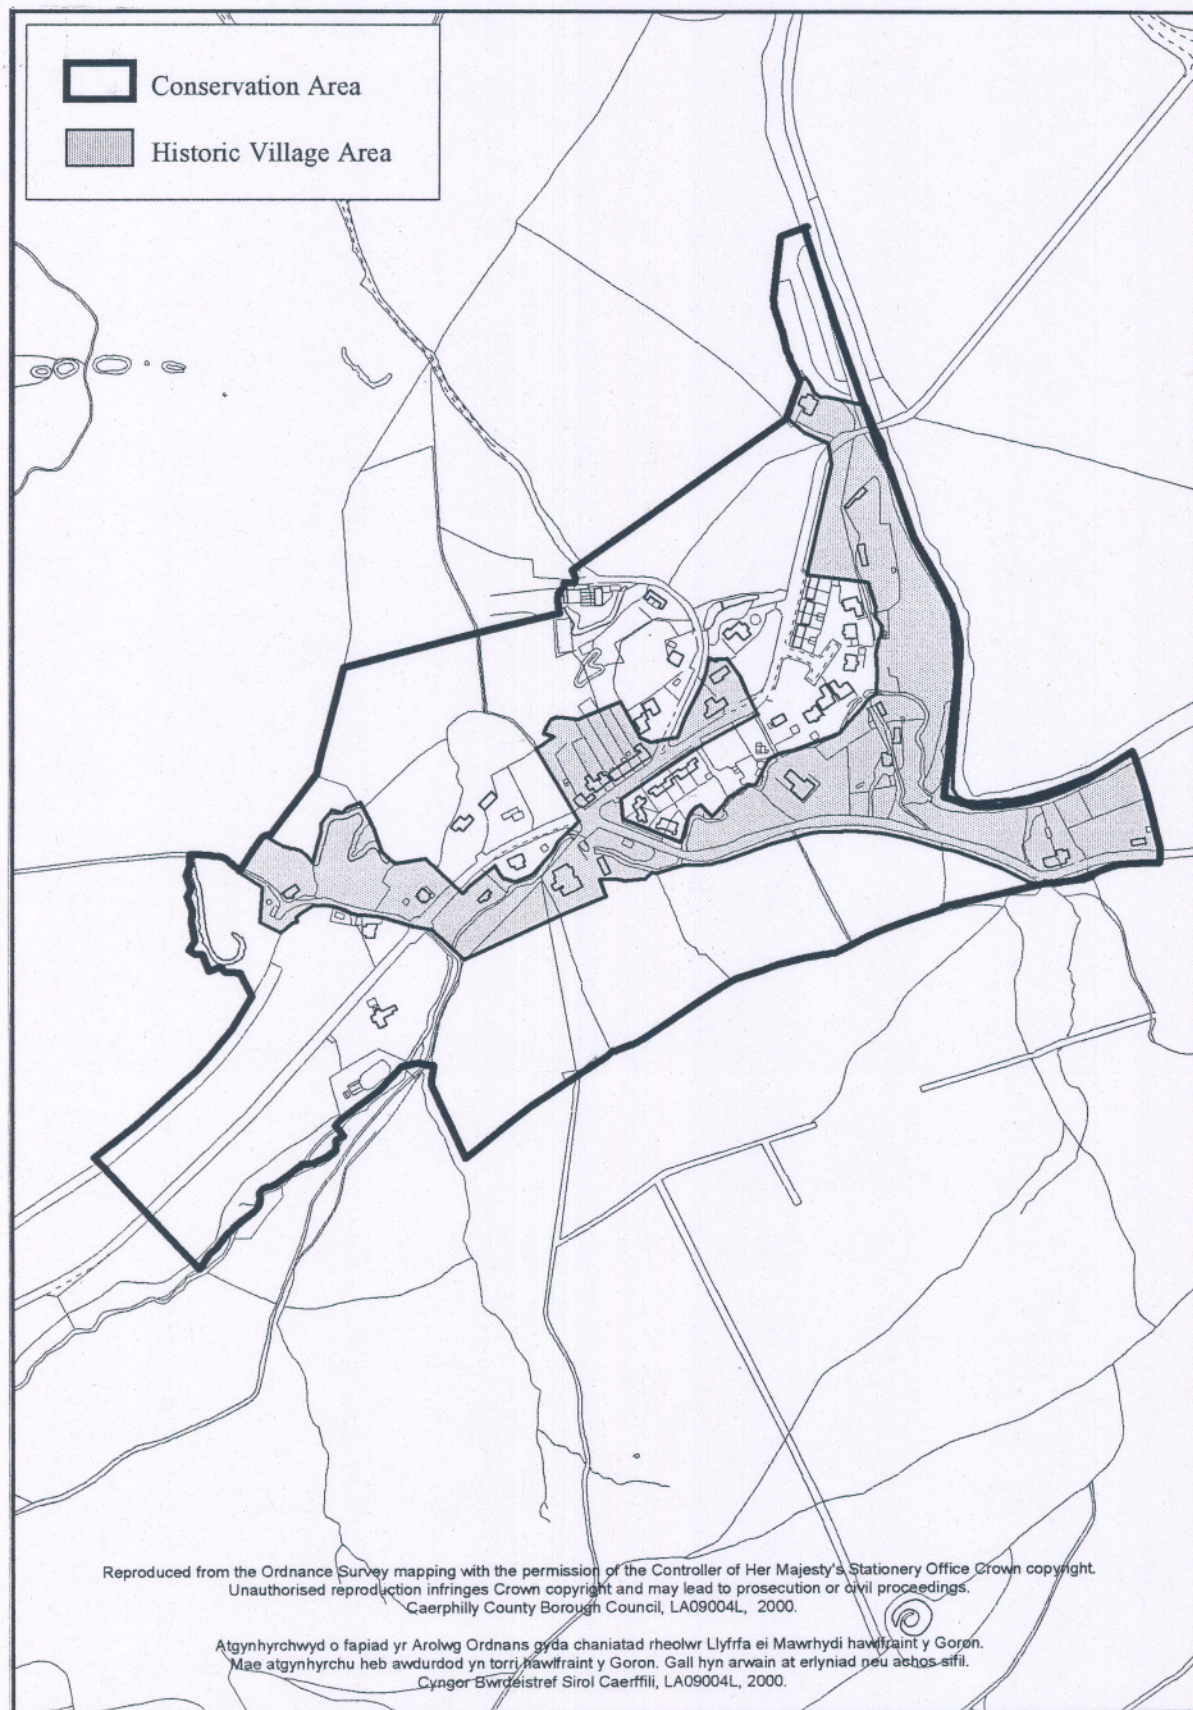 Conservation Area
Historic Village Area
Reproduced from the Ordnance Survey mapping with the permission of the Controller of Her Majesty's Stationery Office Crown copyright.
Unauthorised reproduction infringes Crown copyright and may lead to prosecution or civil proceedings.
Caerphilly County Borough Council, LA09004L, 2000.
Atgynhyrchwyd o fapiad yr Arolwg Ordnans gyda chaniatad rheolwr Llyfrfa ei Mawrhydi hawlfraint y Goron.
Mae atgynhyrchu heb awdurdod yn torri hawlfraint y Goron. Gall hyn arwain at erlyniad neu achos sifil.
Cyngor Bwrdeistref Sirol Caerffili, LA09004L, 2000.